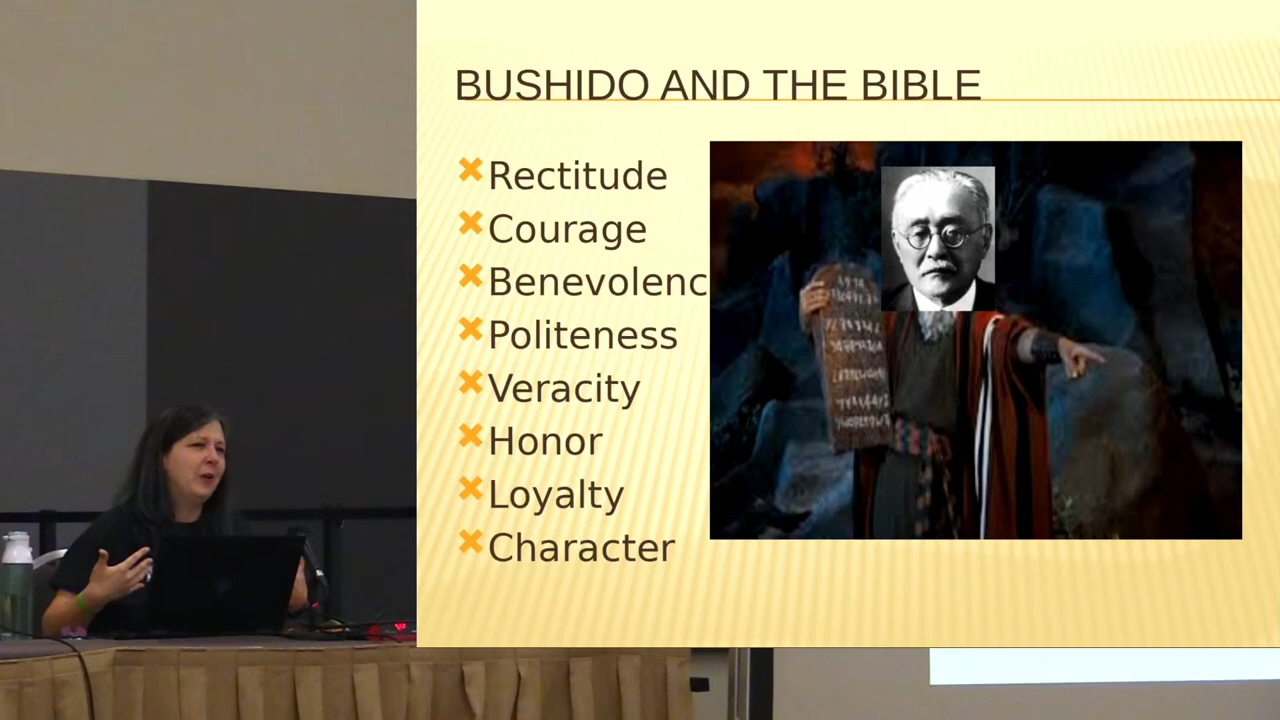 BUSHIDO AND THE BIBLE
Rectitude
Courage
Benevolenc
Politeness
Veracity
Honor
Loyalty
Character